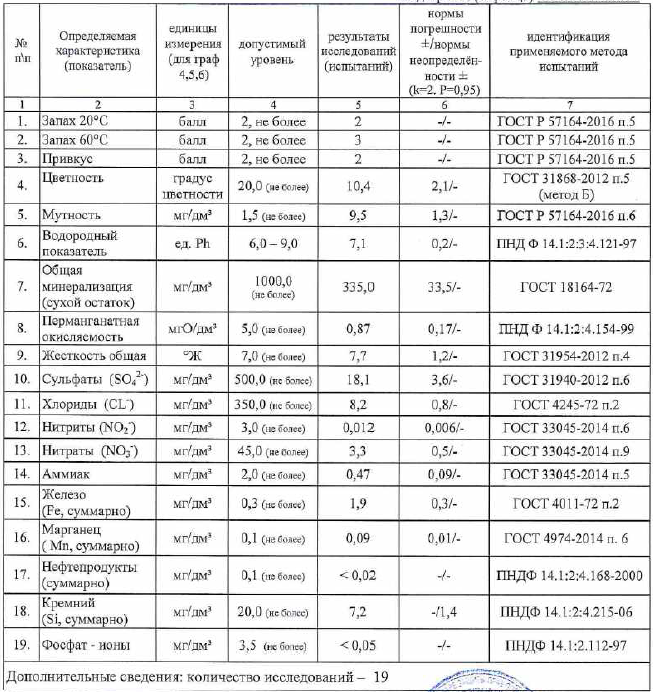 № п\п | Определяемая характеристика (показатель) | единицы измерения (для граф 4,5,6) | допустимый уровень | результаты исследований (испытаний) | нормы погрешности ±/нормы неопределён- ности ± (k=2. P=0,95) | идентификация применяемого метода испытаний
1 | 2 | 3 | 4 | 5 | 6 | 7
1. | Запах 20°С | балл | 2, не более | 2 | -/- | ГОСТ Р 57164-2016 п.5
2. | Запах 60°С | балл | 2, не более | 3 | -/- | ГОСТ Р 57164-2016 п.5
3. | Привкус | балл | 2, не более | 2 | -/- | ГОСТ Р 57164-2016 п.5
4. | Цветность | градус цветности | 20,0 (не более) | 10,4 | 2,1/- | ГОСТ 31868-2012 п.5 (метод Б)
5. | Мутность | мг/дм³ | 1,5 (не более) | 9,5 | 1,3/- | ГОСТ Р 57164-2016 п.6
6. | Водородный показатель | ед. Ph | 6,0 – 9,0 | 7,1 | 0,2/- | ПНД Ф 14.1:2:3:4.121-97
7. | Общая минерализация (сухой остаток) | мг/дм³ | 1000,0 (не более) | 335,0 | 33,5/- | ГОСТ 18164-72
8. | Перманганатная окисляемость | мгО/дм³ | 5,0 (не более) | 0,87 | 0,17/- | ПНД Ф 14.1:2:4.154-99
9. | Жесткость общая | °Ж | 7,0 (не более) | 7,7 | 1,2/- | ГОСТ 31954-2012 п.4
10. | Сульфаты (SO₄²⁻) | мг/дм³ | 500,0 (не более) | 18,1 | 3,6/- | ГОСТ 31940-2012 п.6
11. | Хлориды (CL⁻) | мг/дм³ | 350,0 (не более) | 8,2 | 0,8/- | ГОСТ 4245-72 п.2
12. | Нитриты (NO₂⁻) | мг/дм³ | 3,0 (не более) | 0,012 | 0,006/- | ГОСТ 33045-2014 п.6
13. | Нитраты (NO₃⁻) | мг/дм³ | 45,0 (не более) | 3,3 | 0,5/- | ГОСТ 33045-2014 п.9
14. | Аммиак | мг/дм³ | 2,0 (не более) | 0,47 | 0,09/- | ГОСТ 33045-2014 п.5
15. | Железо (Fe, суммарно) | мг/дм³ | 0,3 (не более) | 1,9 | 0,3/- | ГОСТ 4011-72 п.2
16. | Марганец ( Mn, суммарно) | мг/дм³ | 0,1 (не более) | 0,09 | 0,01/- | ГОСТ 4974-2014 п. 6
17. | Нефтепродукты (суммарно) | мг/дм³ | 0,1 (не более) | < 0,02 | -/- | ПНДФ 14.1:2:4.168-2000
18. | Кремний (Si, суммарно) | мг/дм³ | 20,0 (не более) | 7,2 | -/1,4 | ПНДФ 14.1:2:4.215-06
19. | Фосфат - ионы | мг/дм³ | 3,5 (не более) | < 0,05 | -/- | ПНДФ 14.1:2.112-97
Дополнительные сведения: количество исследований – 19